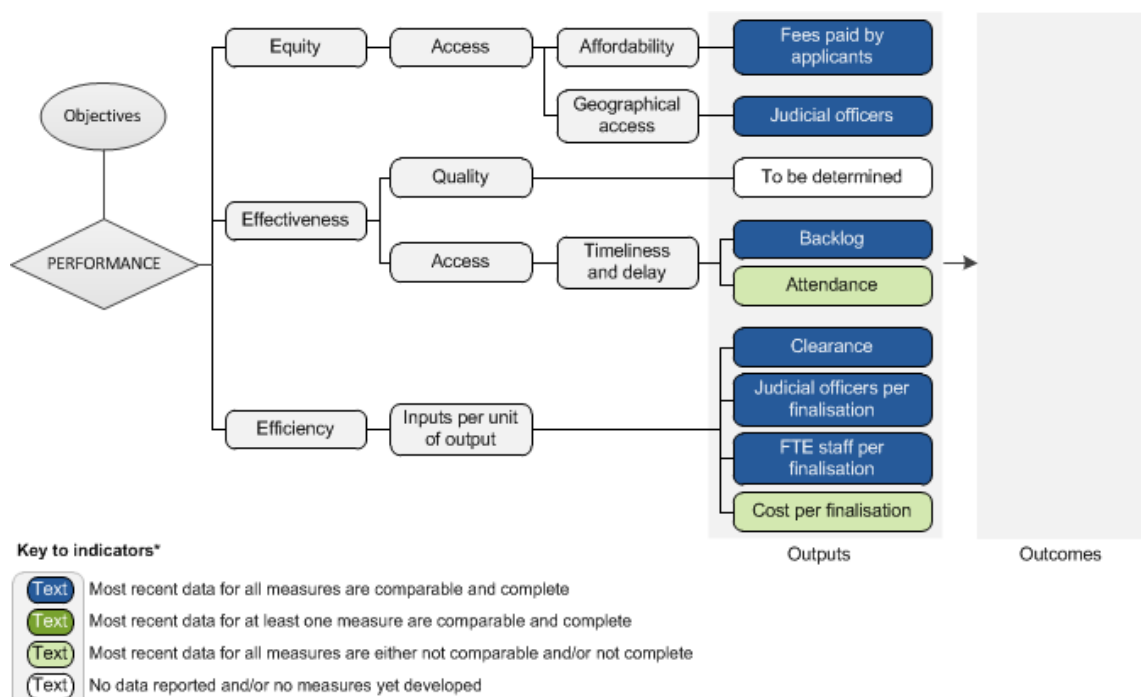 Objectives
PERFORMANCE
Equity
Access
Affordability
Fees paid by
applicants
Geographical
access
Judicial officers
Effectiveness
Quality
To be determined
Access
Timeliness
and delay
Backlog
Attendance
Efficiency
Inputs per unit
of output
Clearance
Judicial officers per
finalisation
FTE staff per
finalisation
Cost per finalisation
Outputs
Outcomes
Key to indicators*
Text Most recent data for all measures are comparable and complete
Text Most recent data for at least one measure are comparable and complete
Text Most recent data for all measures are either not comparable and/or not complete
Text No data reported and/or no measures yet developed